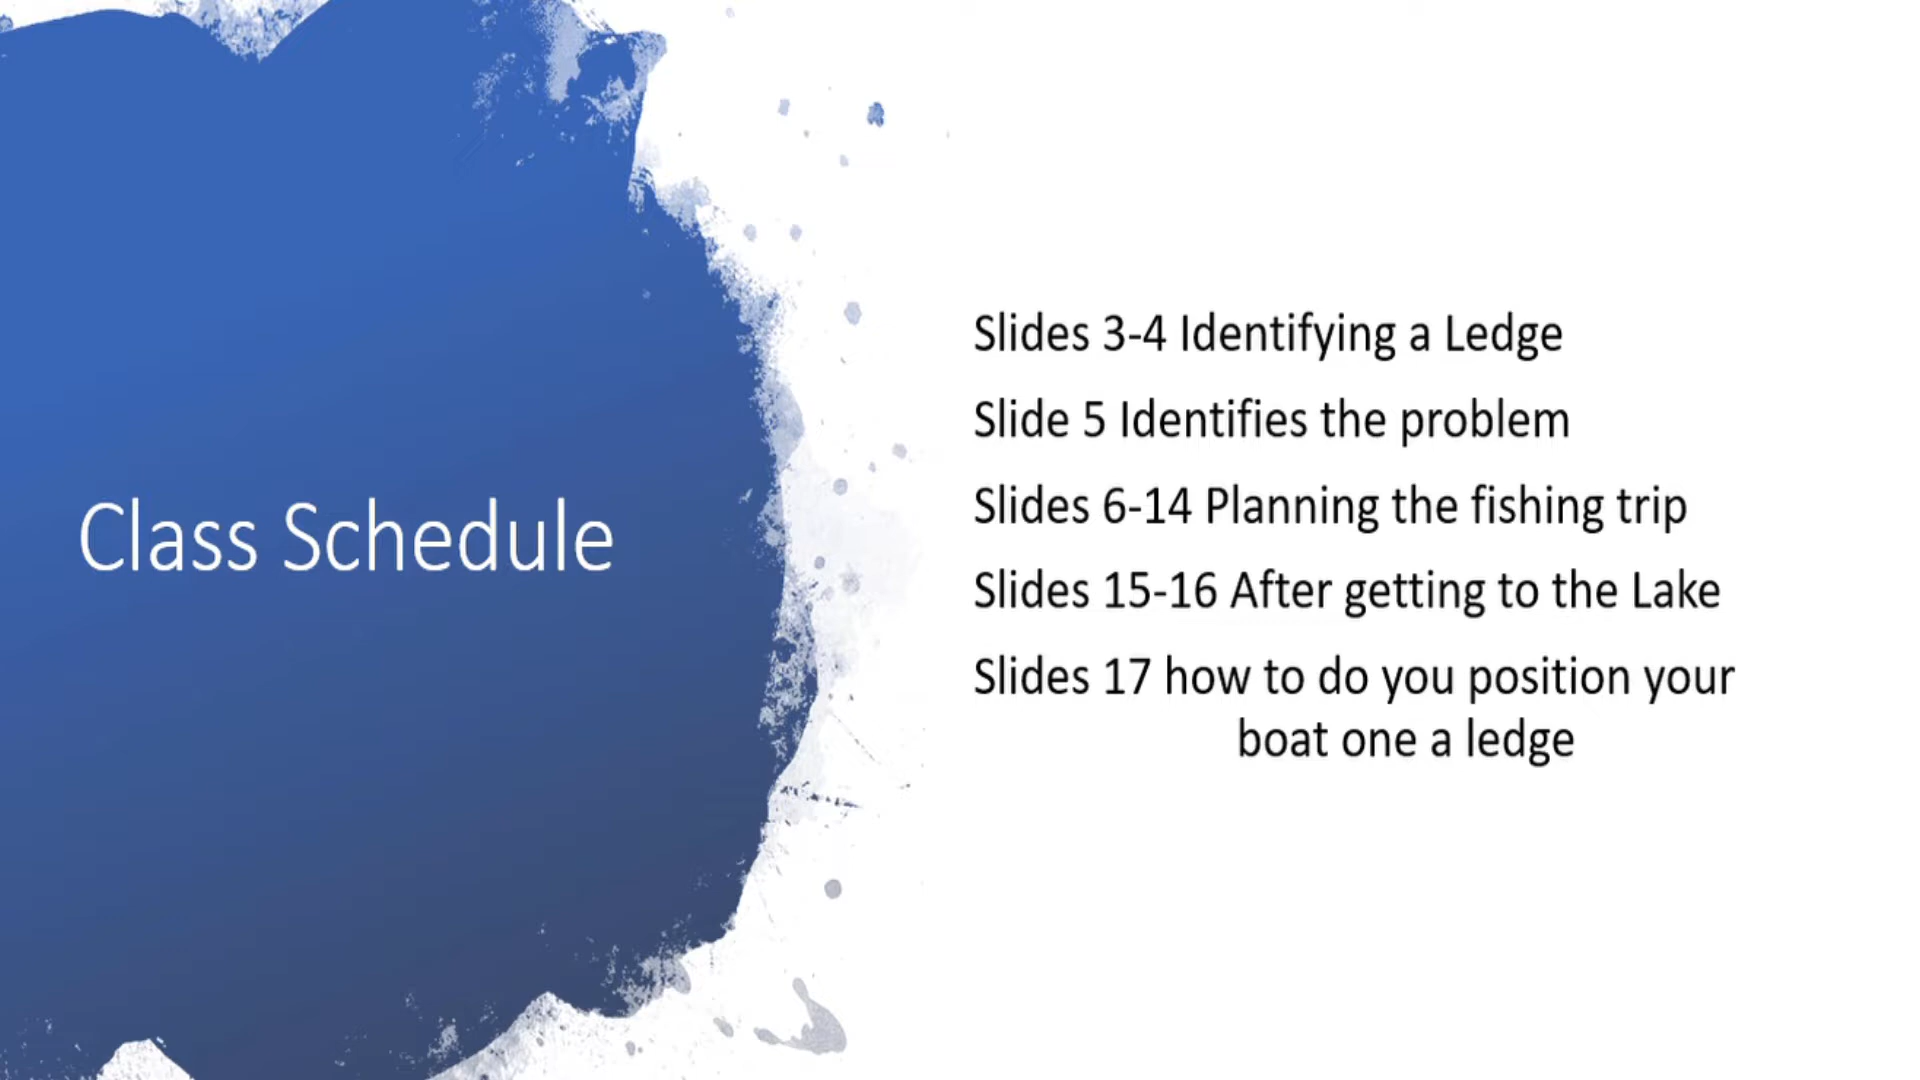 Class Schedule
Slides 3-4 Identifying a Ledge
Slide 5 Identifies the problem
Slides 6-14 Planning the fishing trip
Slides 15-16 After getting to the Lake
Slides 17 how to do you position your
boat one a ledge